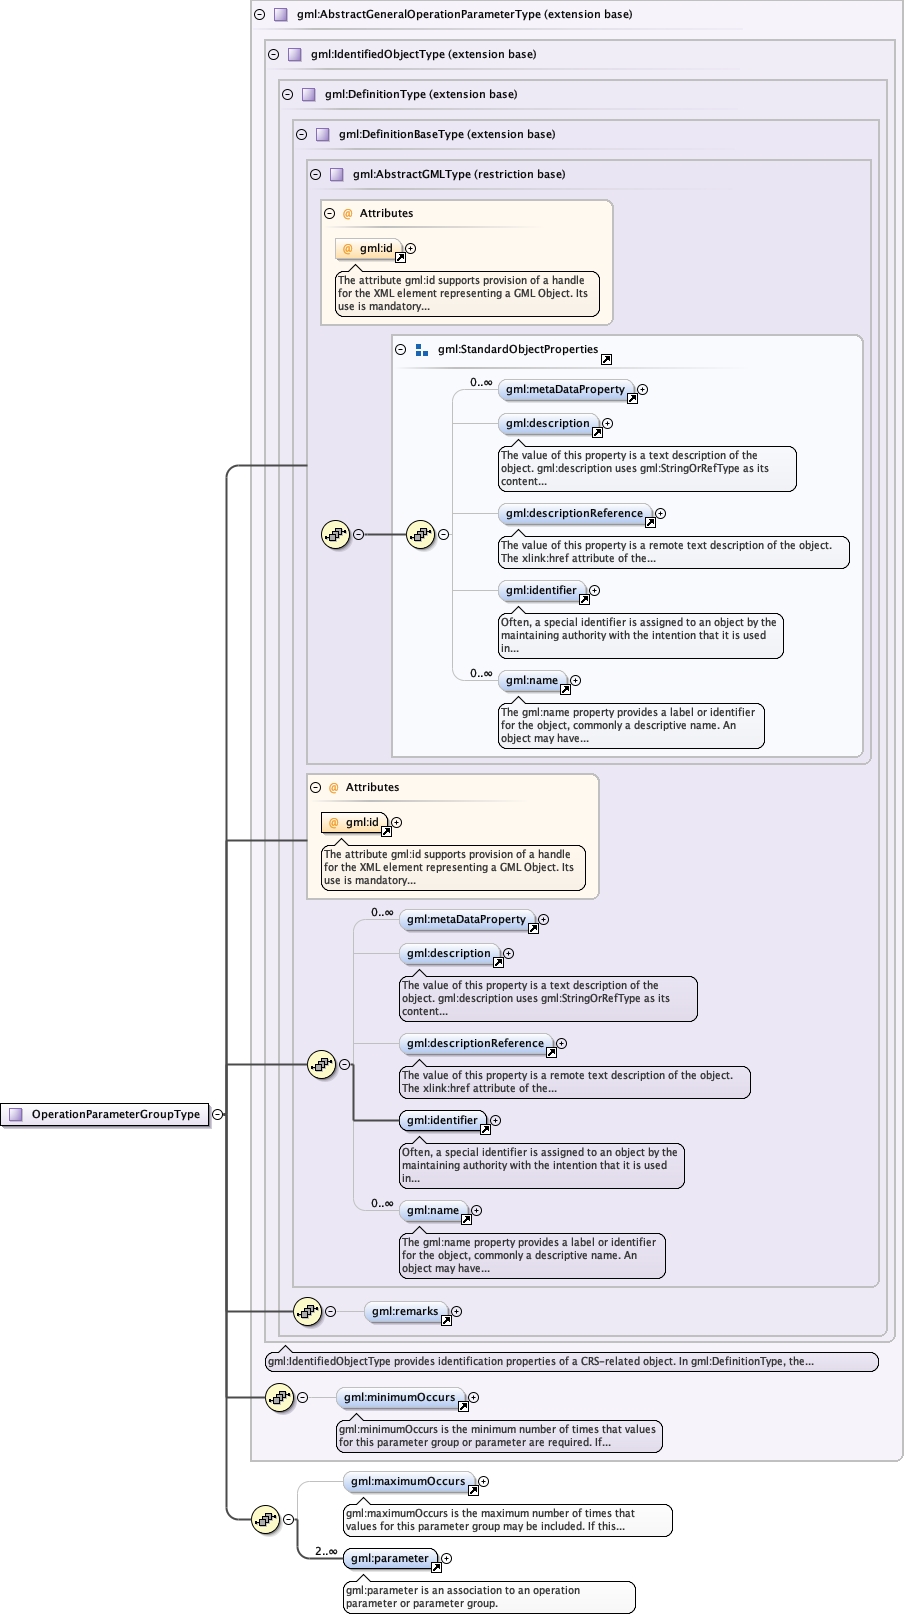 gml:AbstractGeneralOperationParameterType (extension base)
gml:IdentifiedObjectType (extension base)
gml:DefinitionType (extension base)
gml:DefinitionBaseType (extension base)
gml:AbstractGMLType (restriction base)
@ Attributes
@ gml:id
The attribute gml:id supports provision of a handle
for the XML element representing a GML Object. Its
use is mandatory...
gml:StandardObjectProperties
0..∞
gml:metaDataProperty
gml:description
The value of this property is a text description of the
object. gml:description uses gml:StringOrRefType as its
content...
gml:descriptionReference
The value of this property is a remote text description of the object.
The xlink:href attribute of the...
gml:identifier
Often, a special identifier is assigned to an object by the
maintaining authority with the intention that it is used
in...
0..∞
gml:name
The gml:name property provides a label or identifier
for the object, commonly a descriptive name. An
object may have...
@ Attributes
@ gml:id
The attribute gml:id supports provision of a handle
for the XML element representing a GML Object. Its
use is mandatory...
0..∞
gml:metaDataProperty
gml:description
The value of this property is a text description of the
object. gml:description uses gml:StringOrRefType as its
content...
gml:descriptionReference
The value of this property is a remote text description of the object.
The xlink:href attribute of the...
OperationParameterGroupType
gml:identifier
Often, a special identifier is assigned to an object by the
maintaining authority with the intention that it is used
in...
0..∞
gml:name
The gml:name property provides a label or identifier
for the object, commonly a descriptive name. An
object may have...
gml:remarks
gml:IdentifiedObjectType provides identification properties of a CRS-related object. In gml:DefinitionType, the...
gml:minimumOccurs
gml:minimumOccurs is the minimum number of times that values
for this parameter group or parameter are required. If...
gml:maximumOccurs
gml:maximumOccurs is the maximum number of times that
values for this parameter group may be included. If this...
2..∞
gml:parameter
gml:parameter is an association to an operation
parameter or parameter group.